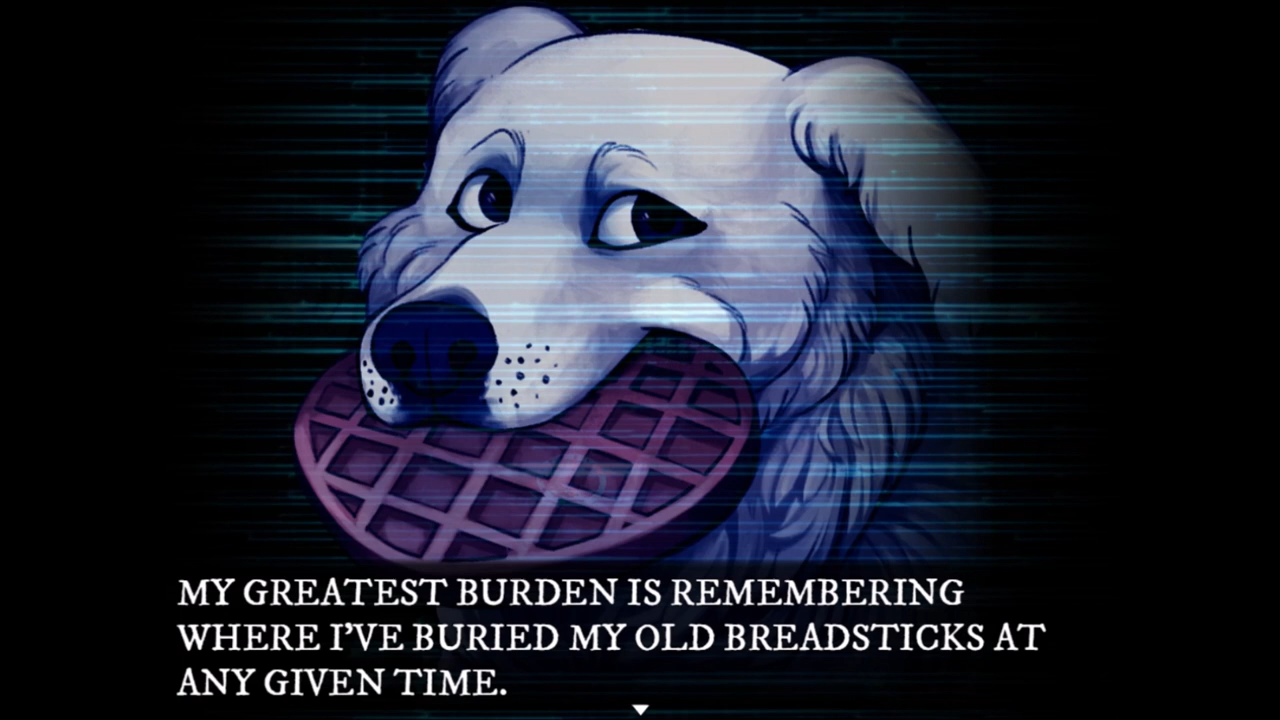 MY GREATEST BURDEN IS REMEMBERING
WHERE I'VE BURIED MY OLD BREADSTICKS AT
ANY GIVEN TIME.